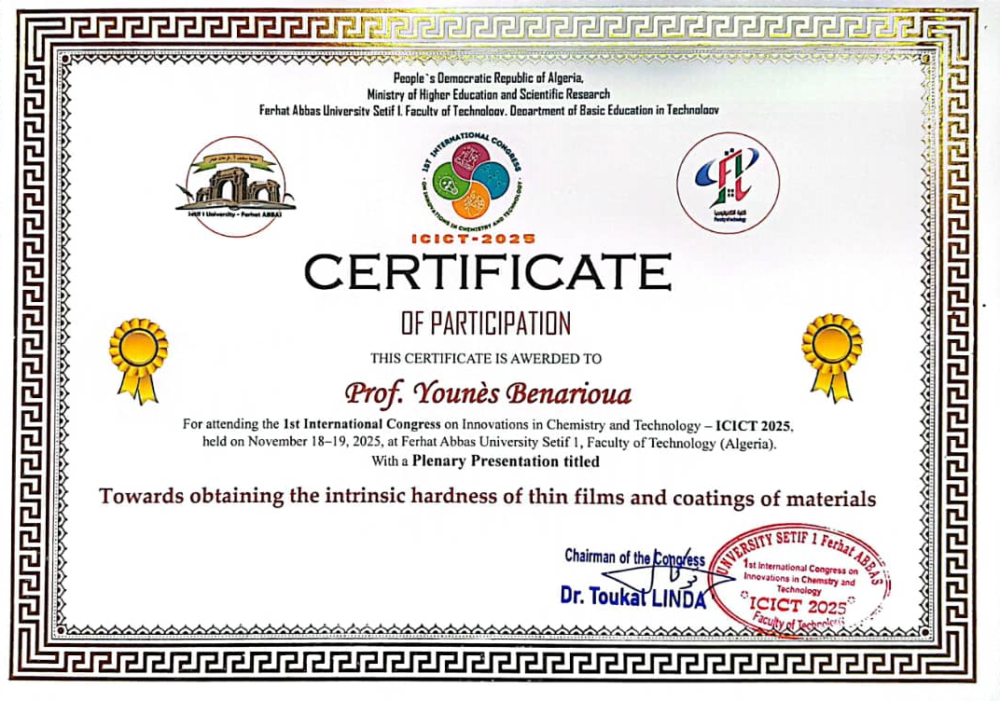 People`s Democratic Republic of Algeria,
Ministry of Higher Education and Scientific Research
Ferhat Abbas University Setif 1, Faculty of Technology, Department of Basic Education in Technology
Setif 1 University - Ferhat ABBAS
1ST INTERNATIONAL CONGRESS
ON INNOVATIONS IN CHEMISTRY AND TECHNOLOGY
ICICT-2025
كلية التكنولوجيا
Faculty of technology
CERTIFICATE
OF PARTICIPATION
THIS CERTIFICATE IS AWERDED TO
Prof. Younès Benarioua
For attending the 1st International Congress on Innovations in Chemistry and Technology – ICICT 2025,
held on November 18–19, 2025, at Ferhat Abbas University Setif 1, Faculty of Technology (Algeria).
With a Plenary Presentation titled
Towards obtaining the intrinsic hardness of thin films and coatings of materials
Chairman of the Congress
Dr. Toukat LINDA
UNIVERSITY SETIF 1 Ferhat ABBAS
1st International Congress on
Innovations in Chemstry and
Technology
ICICT 2025
Faculty of